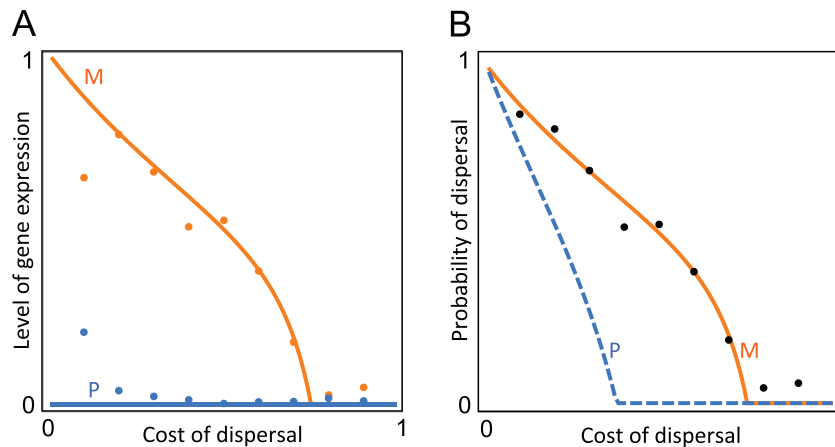 A
B
1
1
M
Level of gene expression
Probability of dispersal
P
P
M
0
0
0
Cost of dispersal
1
0
Cost of dispersal